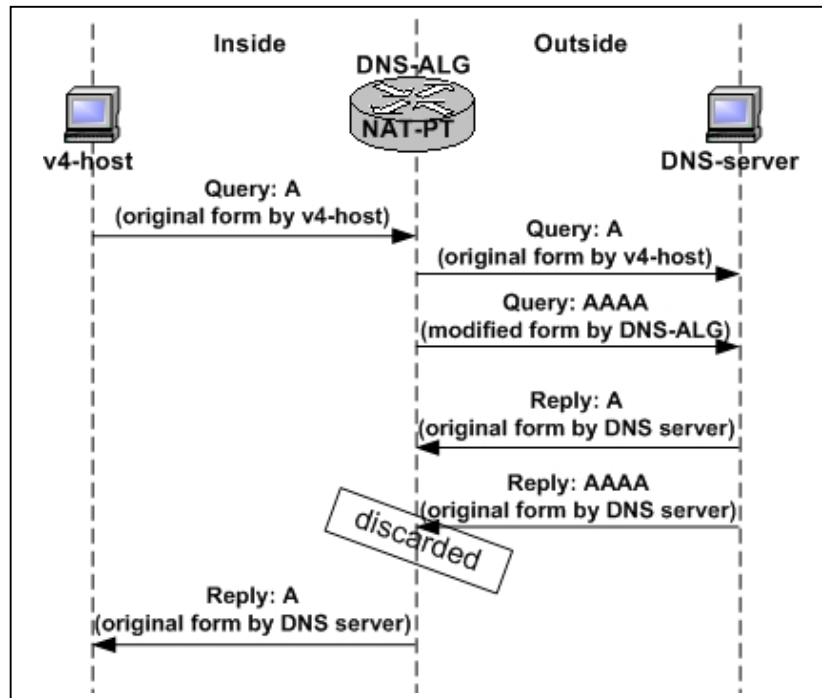 Inside
Outside
DNS-ALG
NAT-PT
v4-host
DNS-server
Query: A
(original form by v4-host)
Query: A
(original form by v4-host)
Query: AAAA
(modified form by DNS-ALG)
Reply: A
(original form by DNS server)
Reply: AAAA
(original form by DNS server)
discarded
Reply: A
(original form by DNS server)